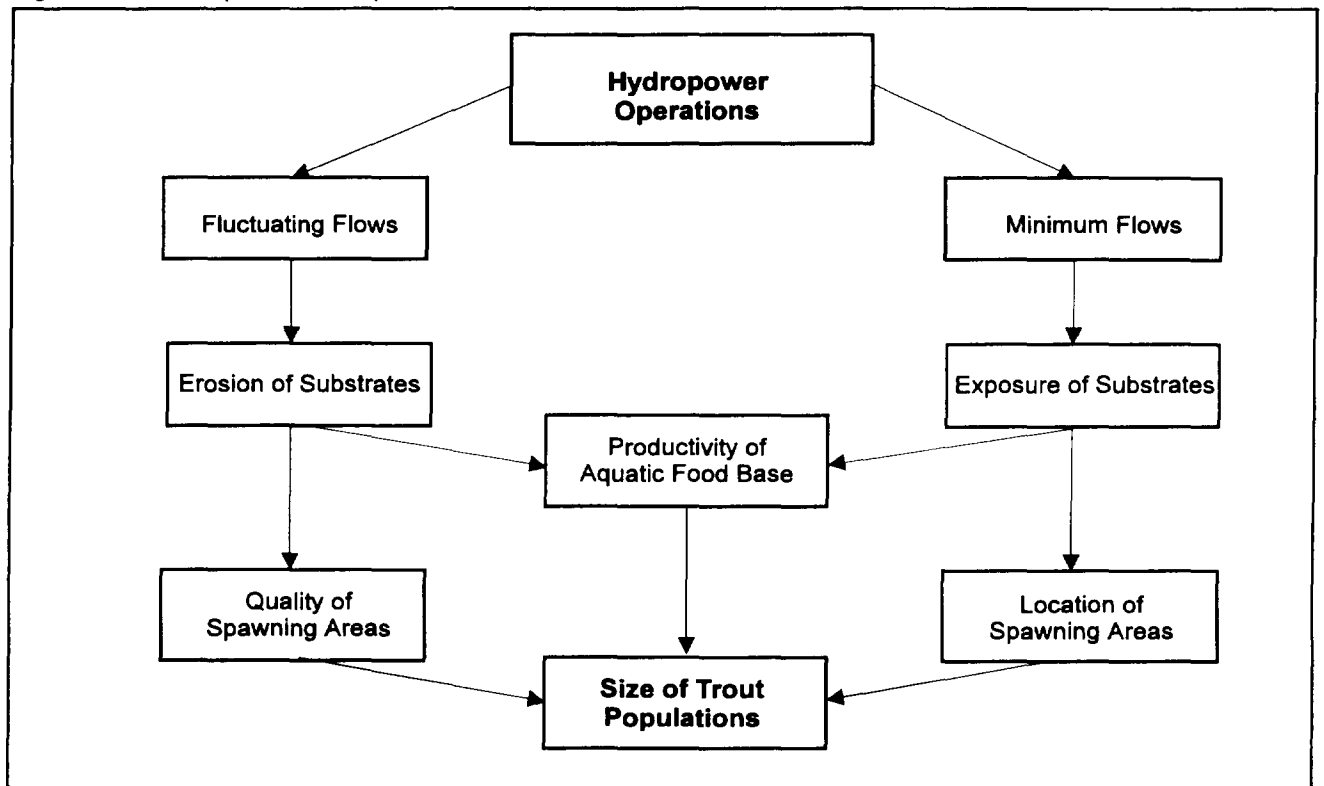 Hydropower
Operations
Fluctuating Flows
Minimum Flows
Erosion of Substrates
Exposure of Substrates
Productivity of
Aquatic Food Base
Quality of
Spawning Areas
Location of
Spawning Areas
Size of Trout
Populations